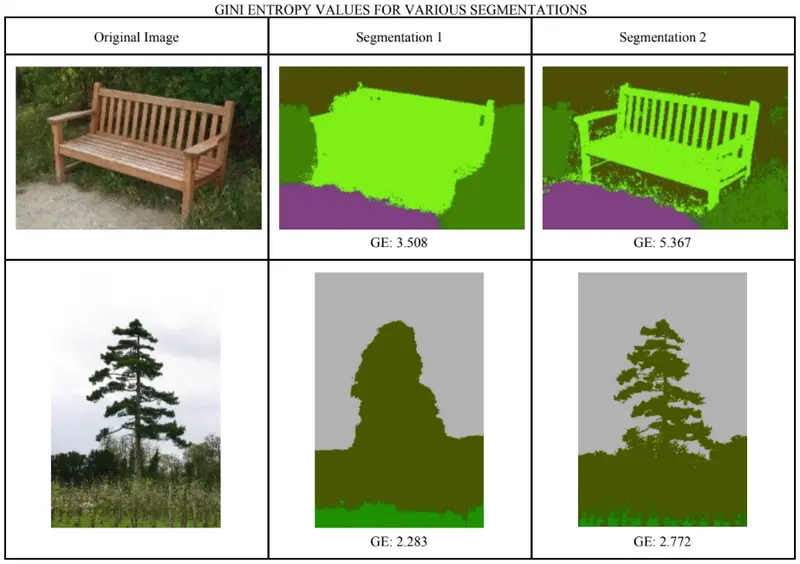 GINI ENTROPY VALUES FOR VARIOUS SEGMENTATIONS
Original Image
Segmentation 1
Segmentation 2
GE: 3.508
GE: 5.367
GE: 2.283
GE: 2.772